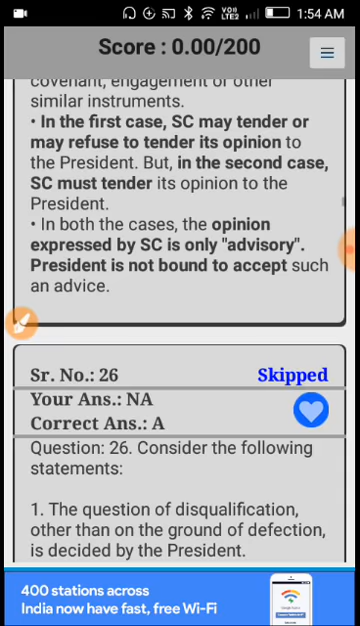 1:54 AM
Score : 0.00/200
covenant, engagement or other
similar instruments.
• In the first case, SC may tender or
may refuse to tender its opinion to
the President. But, in the second case,
SC must tender its opinion to the
President.
• In both the cases, the opinion
expressed by SC is only "advisory".
President is not bound to accept such
an advice.
Sr. No.: 26 Skipped
Your Ans.: NA
Correct Ans.: A
Question: 26. Consider the following
statements:
1. The question of disqualification,
other than on the ground of defection,
is decided by the President.
400 stations across
India now have fast, free Wi-Fi